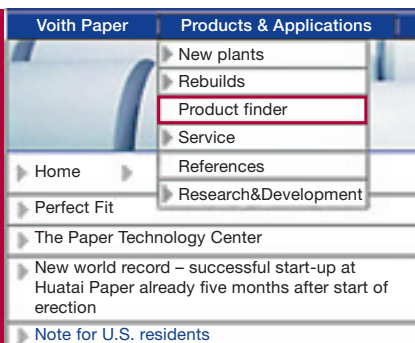 Voith Paper
Products & Applications
New plants
Rebuilds
Product finder
Service
References
Research&Development
Home
Perfect Fit
The Paper Technology Center
New world record – successful start-up at
Huatai Paper already five months after start of
erection
Note for U.S. residents